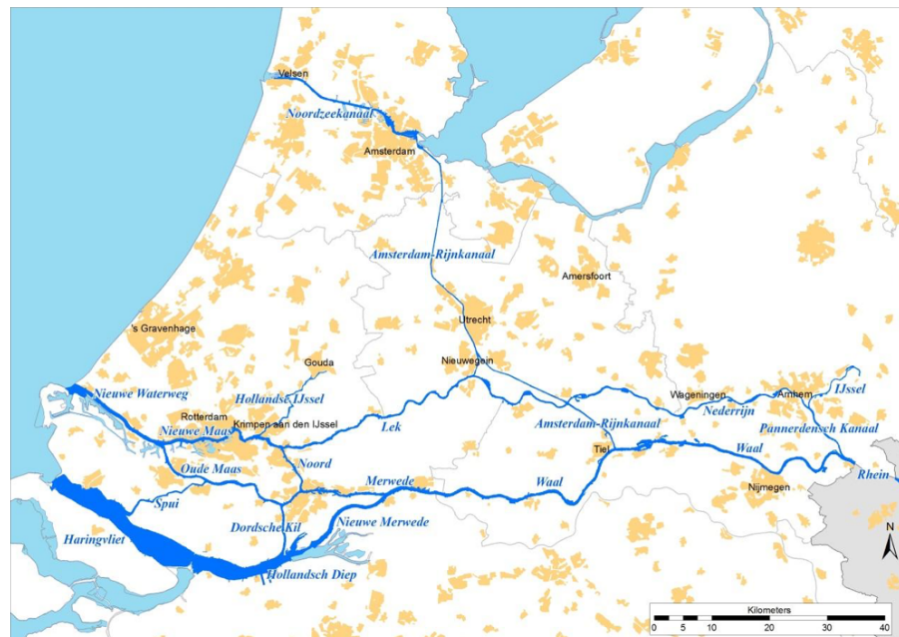 Velsen
Noordzeekanaal
Amsterdam
Amsterdam-Rijnkanaal
Amersfoort
's Gravenhage
Utrecht
Nieuwegein
Gouda
Nieuwe Waterweg
Hollandse IJssel
Wageningen
Arnhem
IJssel
Rotterdam
Nederrijn
Krimpen aan den IJssel
Lek
Amsterdam-Rijnkanaal
Pannerdensch Kanaal
Nieuwe Maas
Tiel
Waal
Oude Maas
Noord
Rhein
Merwede
Waal
Nijmegen
Spui
Dordsche Kil
Nieuwe Merwede
Haringvliet
N
Hollandsch Diep
Kilometers
0 5 10 20 30 40